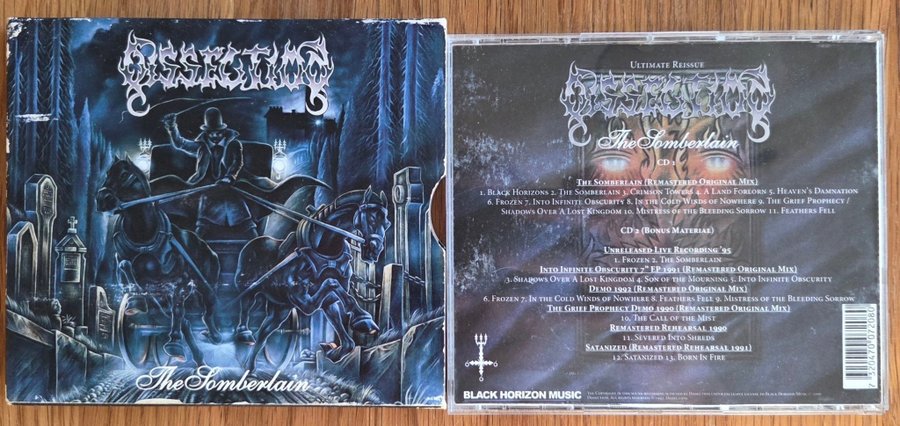 DISSECTION
The Somberlain
ULTIMATE REISSUE
DISSECTION
The Somberlain
CD 1
THE SOMBERLAIN (REMASTERED ORIGINAL MIX)
1. BLACK HORIZONS 2. THE SOMBERLAIN 3. CRIMSON TOWERS 4. A LAND FORLORN 5. HEAVEN'S DAMNATION
6. FROZEN 7. INTO INFINITE OBSCURITY 8. IN THE COLD WINDS OF NOWHERE 9. THE GRIEF PROPHECY /
SHADOWS OVER A LOST KINGDOM 10. MISTRESS OF THE BLEEDING SORROW 11. FEATHERS FELL
CD 2 (BONUS MATERIAL)
UNRELEASED LIVE RECORDING '95
1. FROZEN 2. THE SOMBERLAIN
INTO INFINITE OBSCURITY 7" EP 1991 (REMASTERED ORIGINAL MIX)
3. SHADOWS OVER A LOST KINGDOM 4. SON OF THE MOURNING 5. INTO INFINITE OBSCURITY
DEMO 1992 (REMASTERED ORIGINAL MIX)
6. FROZEN 7. IN THE COLD WINDS OF NOWHERE 8. FEATHERS FELL 9. MISTRESS OF THE BLEEDING SORROW
THE GRIEF PROPHECY DEMO 1990 (REMASTERED ORIGINAL MIX)
10. THE CALL OF THE MIST
REMASTERED REHEARSAL 1990
11. SEVERED INTO SHREDS
SATANIZED (REMASTERED REHEARSAL 1991)
12. SATANIZED 13. BORN IN FIRE
7 320470 072080
BLACK HORIZON MUSIC